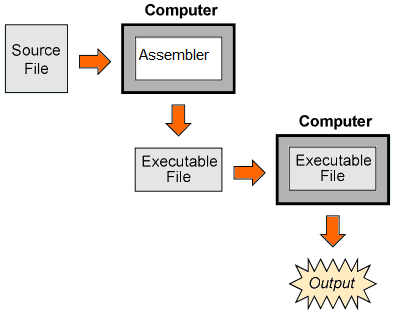 Computer
Source
File
Assembler
Computer
Executable
File
Executable
File
Output